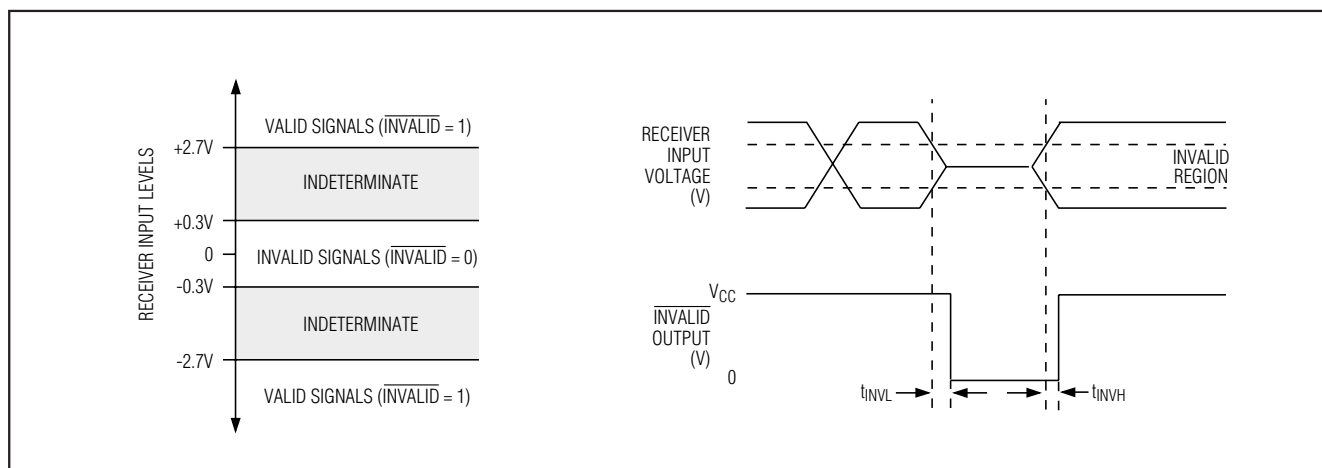 RECEIVER INPUT LEVELS
VALID SIGNALS (INVALID = 1)
+2.7V
INDETERMINATE
+0.3V
0
INVALID SIGNALS (INVALID = 0)
-0.3V
INDETERMINATE
-2.7V
VALID SIGNALS (INVALID = 1)
RECEIVER
INPUT
VOLTAGE
(V)
INVALID
REGION
VCC
INVALID
OUTPUT
(V)
0
tINVL
tINVH